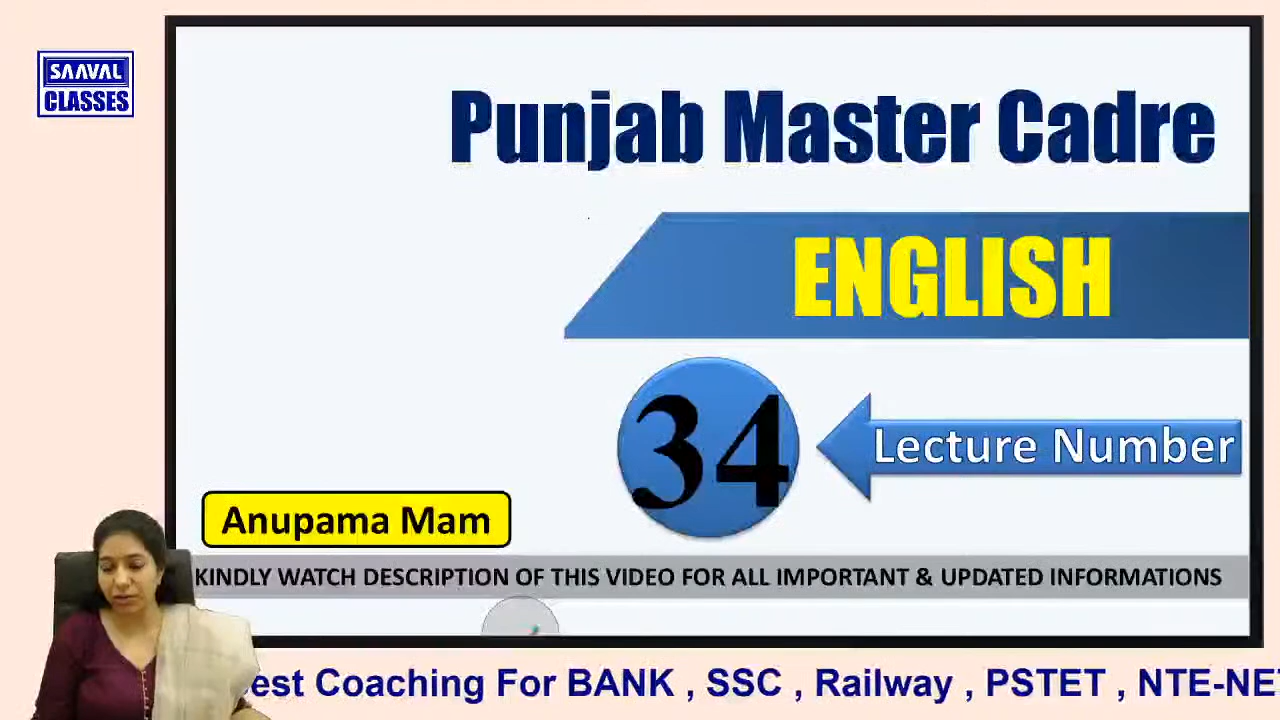 SAAVAL
CLASSES
Punjab Master Cadre
ENGLISH
34
Lecture Number
Anupama Mam
KINDLY WATCH DESCRIPTION OF THIS VIDEO FOR ALL IMPORTANT & UPDATED INFORMATIONS
est Coaching For BANK , SSC , Railway , PSTET , NTE-NET